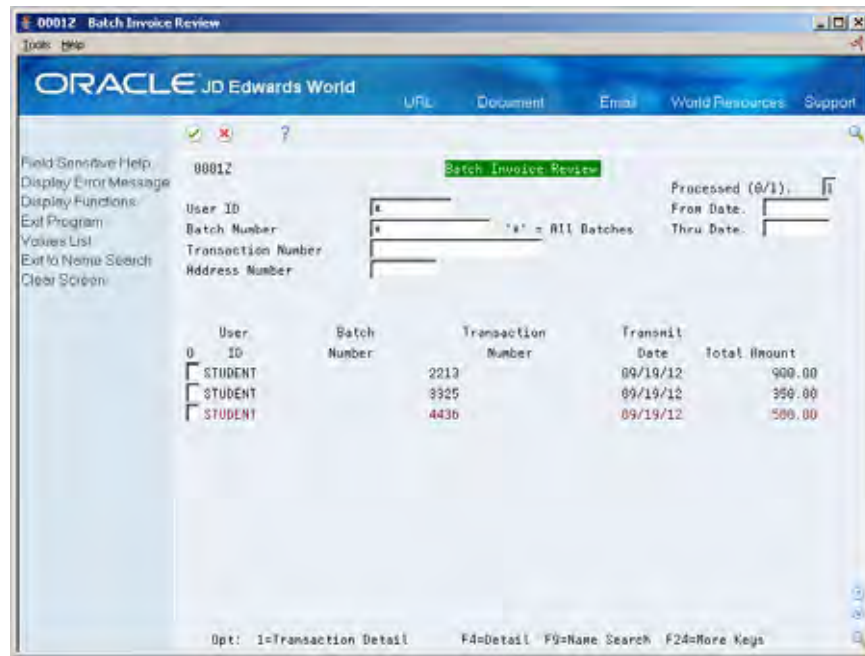 00012 Batch Invoice Review
Tools Help
ORACLE JD Edwards World
URL Document Email World Resources Support
Field Sensitive Help
Display Error Message
Display Functions
Exit Program
Values List
Exit to Name Search
Clear Screen
00012 Batch Invoice Review
Processed (0/1). 1
User ID * From Date.
Batch Number * '*' = All Batches Thru Date.
Transaction Number
Address Number
User Batch Transaction Transmit
O ID Number Number Date Total Amount
STUDENT 2213 09/19/12 900.00
STUDENT 3325 09/19/12 350.00
STUDENT 4436 09/19/12 500.00
Opt: 1=Transaction Detail F4=Detail F9=Name Search F24=More Keys